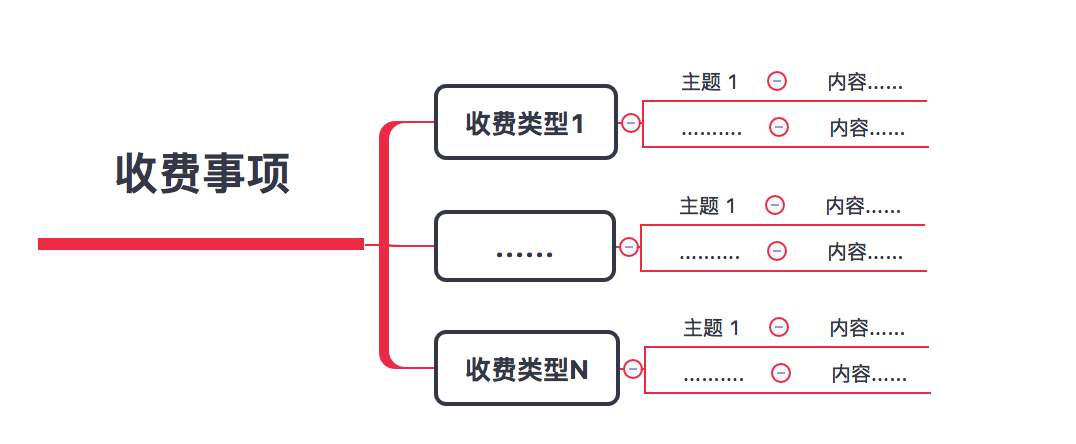 收费事项
收费类型1
主题 1 内容……
………. 内容……
……
主题 1 内容……
………. 内容……
收费类型N
主题 1 内容……
………. 内容……